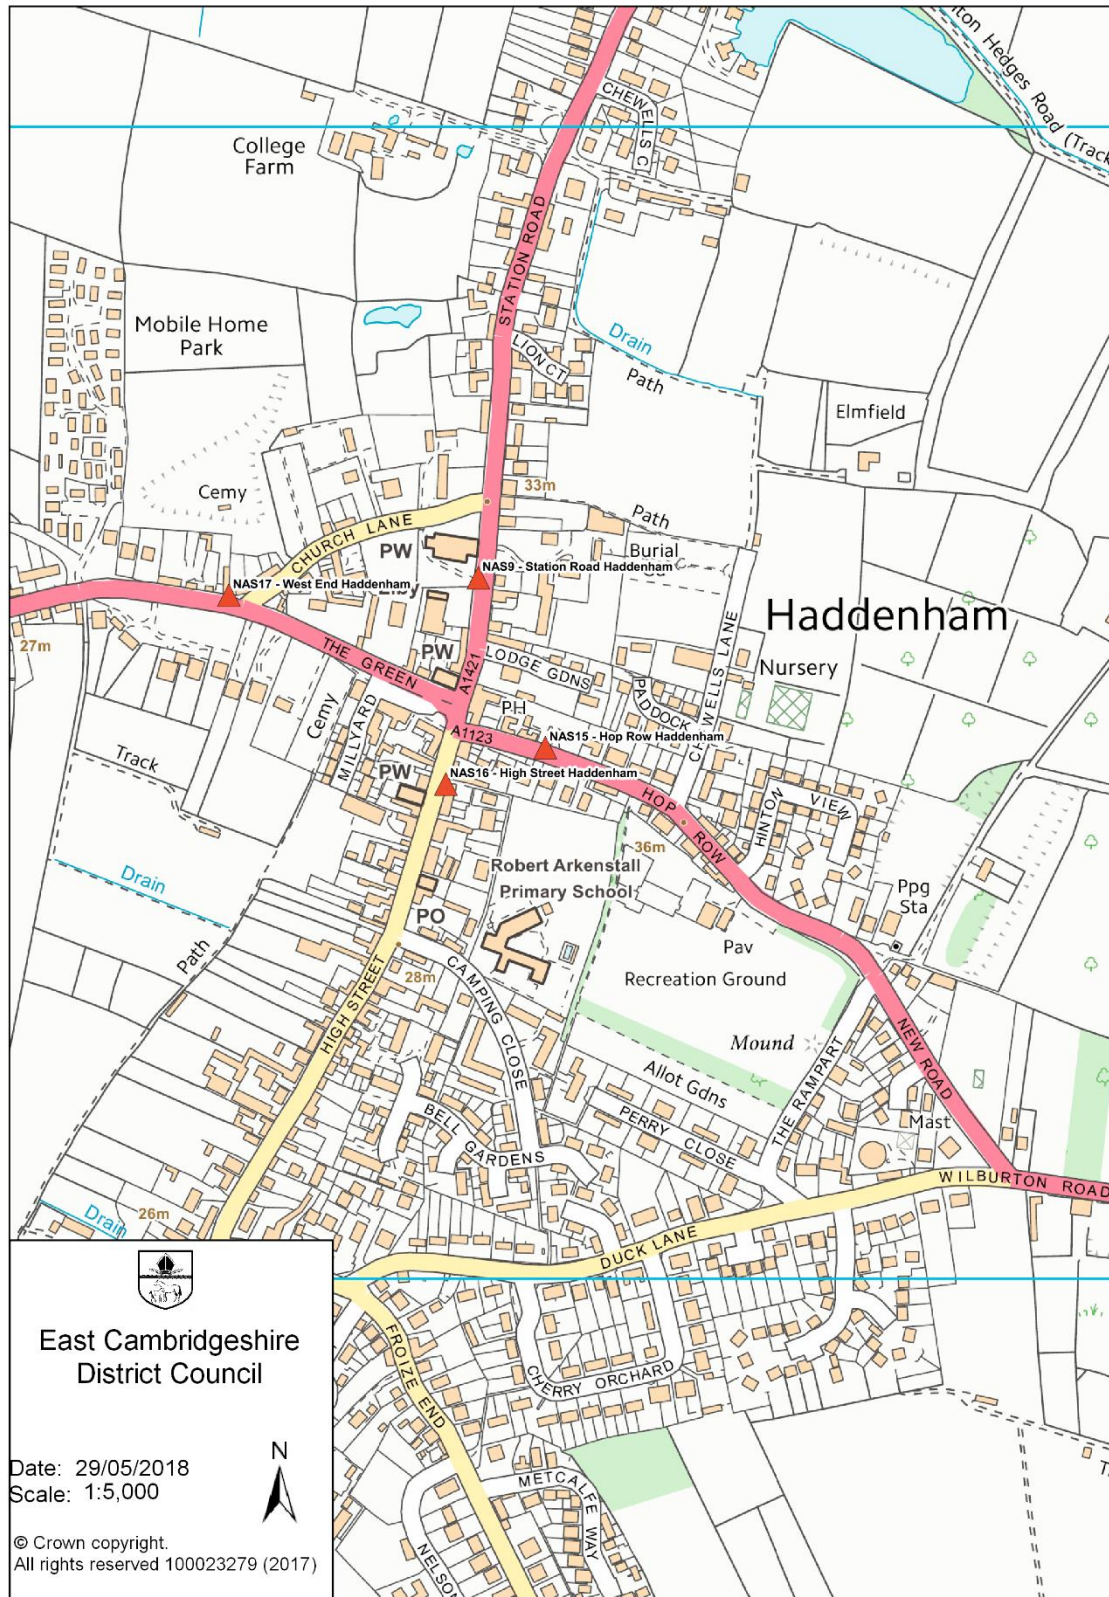 nton Hedges Road (Track
CHEWELLS C
College
Farm
STATION ROAD
Mobile Home
Park
Drain
LION CT
Path
Elmfield
33m
Cemy
CHURCH LANE
Path
PW
Burial
NAS9 - Station Road Haddenham
NAS17 - West End Haddenham
Haddenham
27m
THE GREEN
PW
A1421
LODGE GDNS
CHEWELLS LANE
Nursery
PADDOCK
Cemy
MILLYARD
PH
A1123
NAS15 - Hop Row Haddenham
Track
PW
NAS16 - High Street Haddenham
HOP ROW
HINTON
VIEW
36m
Robert Arkenstall
Primary School
Drain
PO
Ppg
Sta
Pav
Path
28m
CAMPING CLOSE
Recreation Ground
HIGH STREET
Mound
NEW ROAD
Allot Gdns
THE RAMPART
Mast
BELL
GARDENS
PERRY CLOSE
WILBURTON ROAD
Drain
26m
DUCK LANE
East Cambridgeshire
District Council
FROIZE END
CHERRY ORCHARD
N
Date: 29/05/2018
Scale: 1:5,000
METCALFE WAY
NELSON
© Crown copyright.
All rights reserved 100023279 (2017)